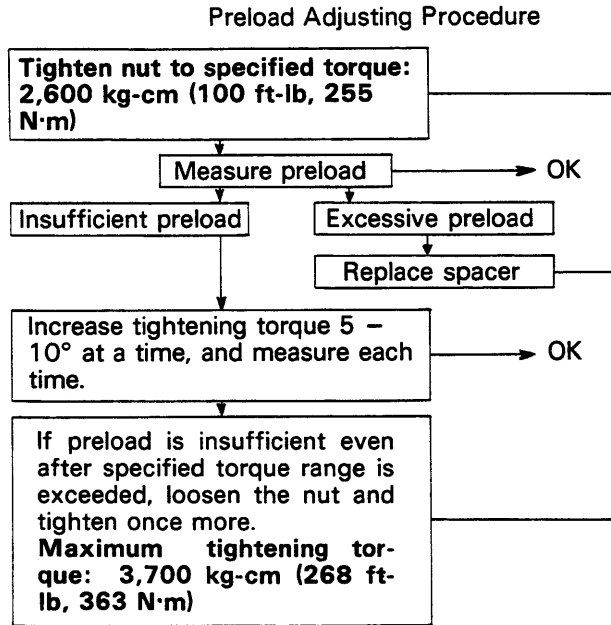 Preload Adjusting Procedure
Tighten nut to specified torque:
2,600 kg-cm (100 ft-lb, 255
N·m)
Measure preload
OK
Insufficient preload
Excessive preload
Replace spacer
Increase tightening torque 5 –
10° at a time, and measure each
time.
OK
If preload is insufficient even
after specified torque range is
exceeded, loosen the nut and
tighten once more.
Maximum tightening tor-
que: 3,700 kg-cm (268 ft-
lb, 363 N·m)